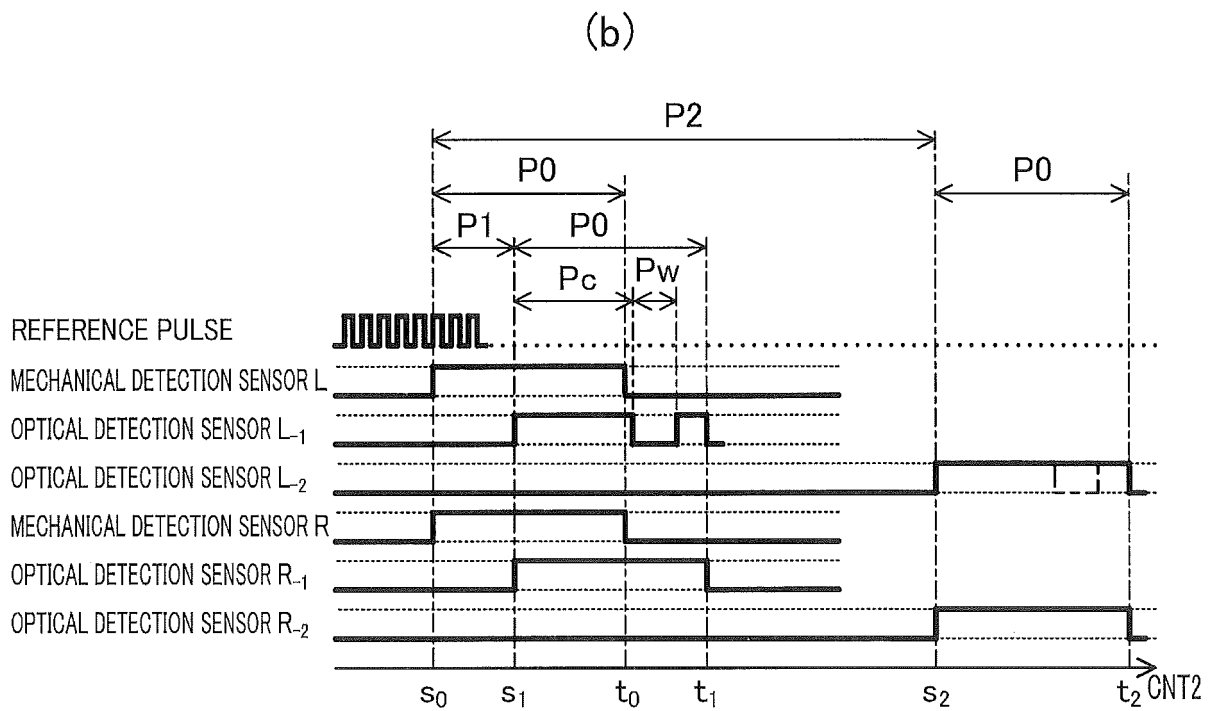 (b)
P2
P0 P0
P1 P0
Pc Pw
REFERENCE PULSE
MECHANICAL DETECTION SENSOR L
OPTICAL DETECTION SENSOR L-1
OPTICAL DETECTION SENSOR L-2
MECHANICAL DETECTION SENSOR R
OPTICAL DETECTION SENSOR R-1
OPTICAL DETECTION SENSOR R-2
s0 s1 t0 t1 s2 t2 CNT2